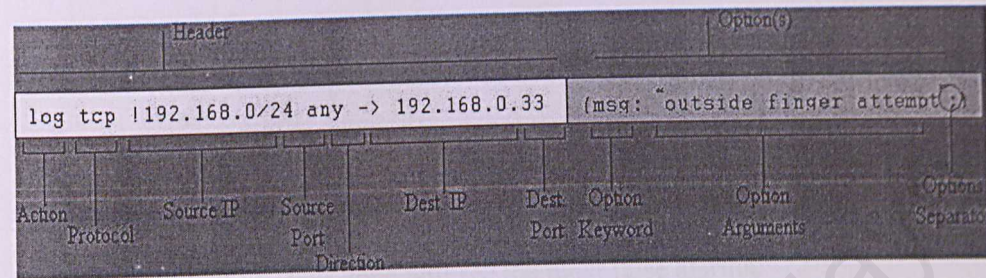 Header Option(s)
log tcp !192.168.0/24 any -> 192.168.0.33 (msg: "outside finger attempt;)
Action Protocol Source IP Source Port Direction Dest. IP Dest. Port Option Keyword Option Arguments Options